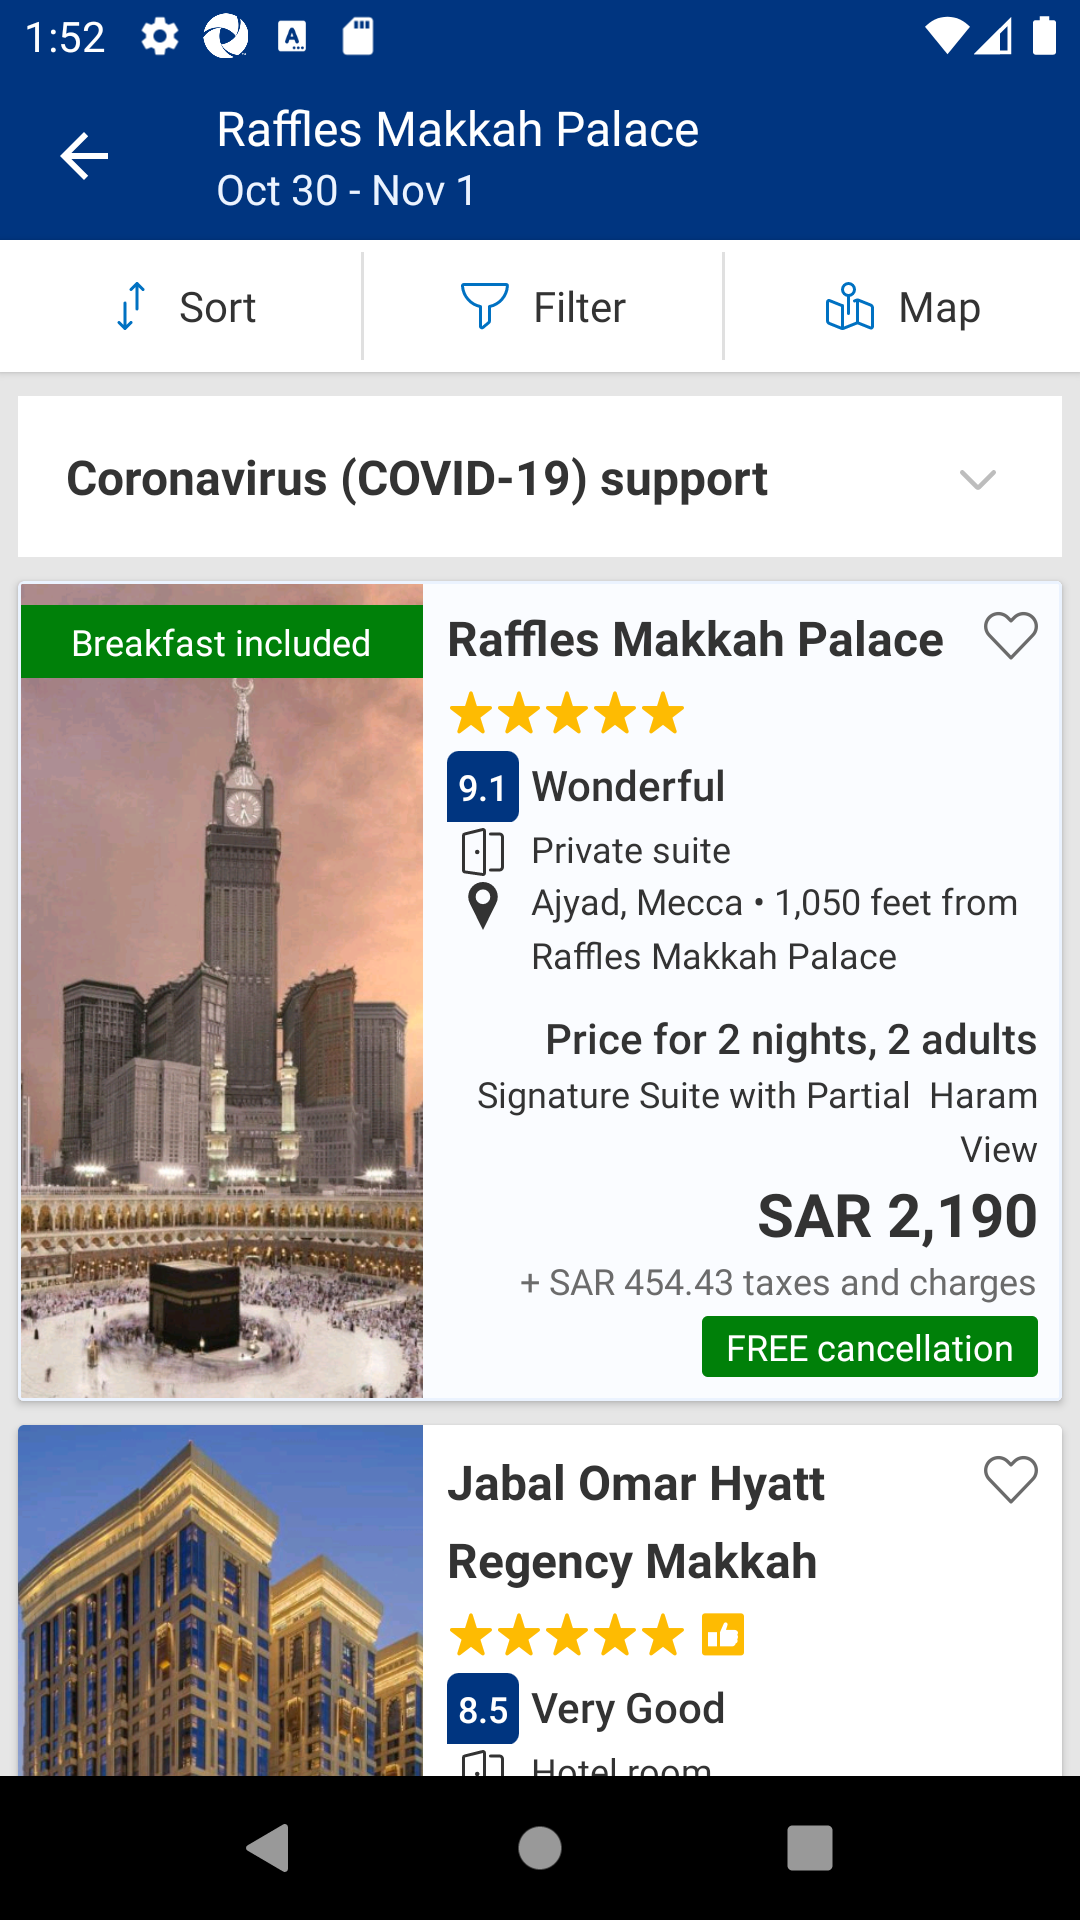 1:52
Raffles Makkah Palace
Oct 30 - Nov 1
Sort
Filter
Map
Coronavirus (COVID-19) support
Breakfast included
Raffles Makkah Palace
9.1 Wonderful
Private suite
Ajyad, Mecca • 1,050 feet from
Raffles Makkah Palace
Price for 2 nights, 2 adults
Signature Suite with Partial Haram
View
SAR 2,190
+ SAR 454.43 taxes and charges
FREE cancellation
Jabal Omar Hyatt
Regency Makkah
8.5 Very Good
Hotel room